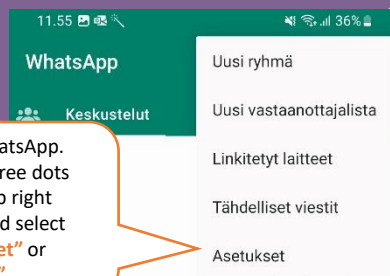 11.55
36%
WhatsApp
Keskustelut
Uusi ryhmä
Uusi vastaanottajalista
Linkitetyt laitteet
Tähdelliset viestit
Asetukset
atsApp.
ree dots
p right
d select
et” or
”